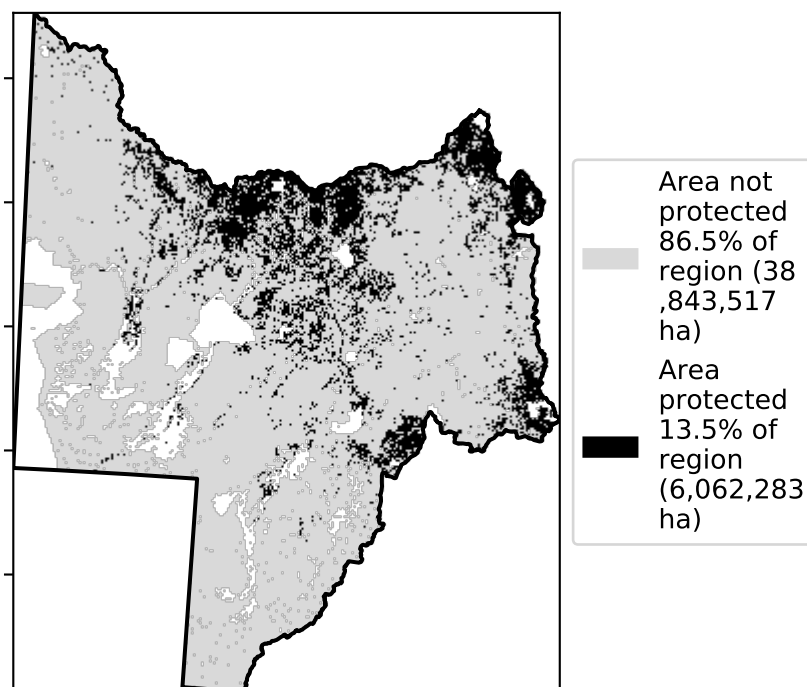 Area not
protected
86.5% of
region (38
,843,517
ha)
Area
protected
13.5% of
region
(6,062,283
ha)